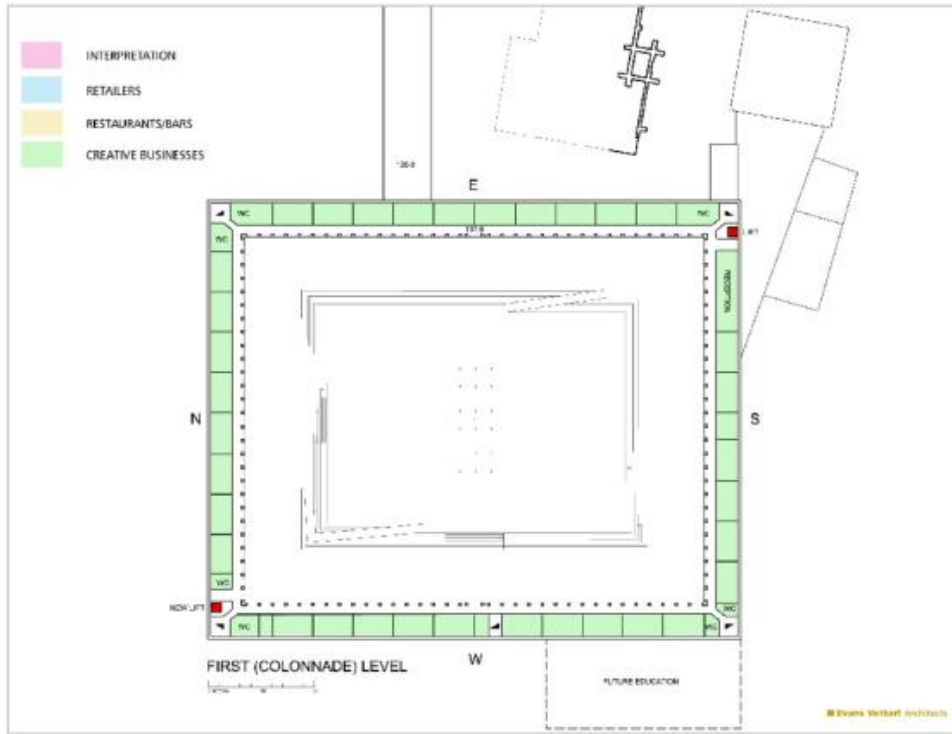 INTERPRETATION
RETAILERS
RESTAURANTS/BARS
CREATIVE BUSINESSES
E
WC
WC
WC
LIFT
RECEPTION
N
S
WC
WC
NEW LIFT
WC
WC
FIRST (COLONNADE) LEVEL
W
FUTURE EDUCATION
Evans Vettori Architects